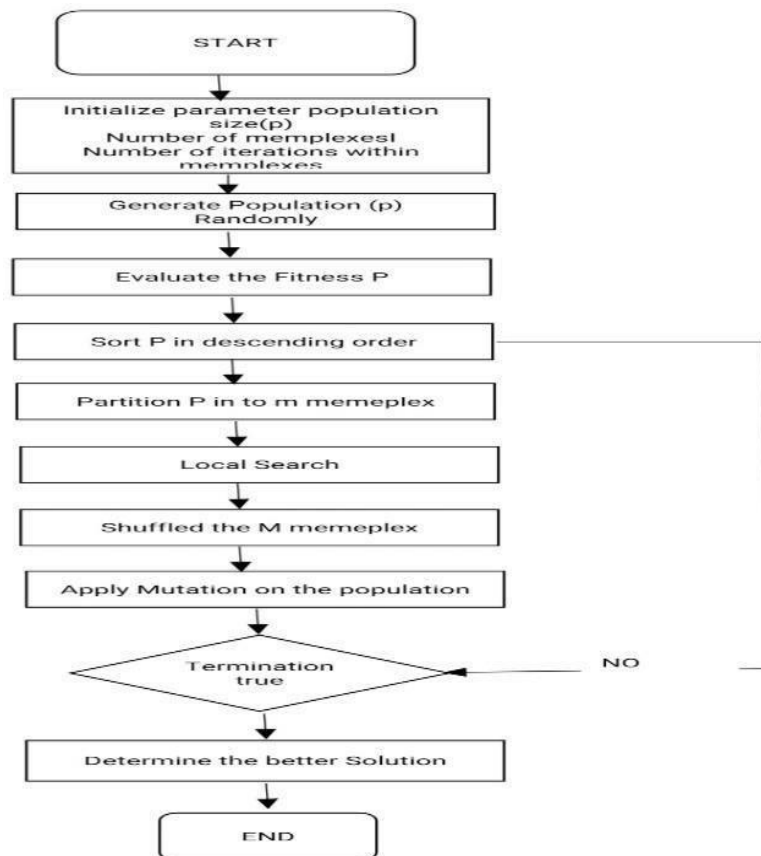 START
Initialize parameter population
size(p)
Number of memplexesl
Number of iterations within
memplexes
Generate Population (p)
Randomly
Evaluate the Fitness P
Sort P in descending order
Partition P in to m memeplex
Local Search
Shuffled the M memeplex
Apply Mutation on the population
Termination
true
NO
Determine the better Solution
END